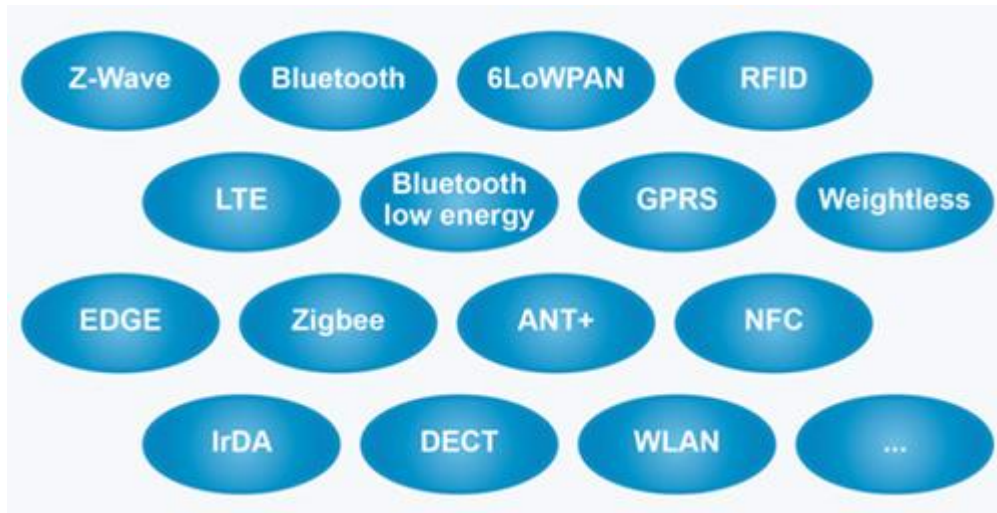 Z-Wave
Bluetooth
6LoWPAN
RFID
LTE
Bluetooth
low energy
GPRS
Weightless
EDGE
Zigbee
ANT+
NFC
IrDA
DECT
WLAN
...